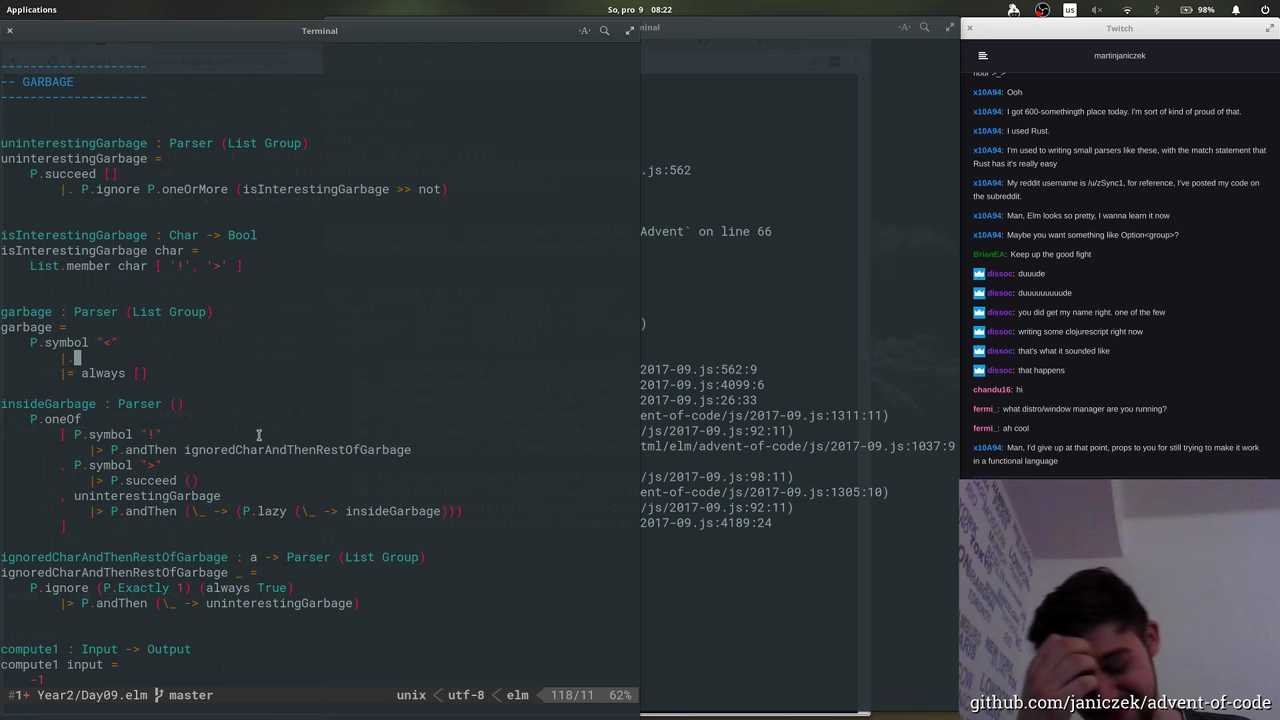 Applications
So, pro 9 08:22
us
98%
Terminal
-A-
minal
-A-
Twitch
martinjaniczek
--------------------
-- GARBAGE
--------------------
uninterestingGarbage : Parser (List Group)
uninterestingGarbage =
P.succeed []
|. P.ignore P.oneOrMore (isInterestingGarbage >> not)
isInterestingGarbage : Char -> Bool
isInterestingGarbage char =
List.member char [ '!', '>' ]
garbage : Parser (List Group)
garbage =
P.symbol "<"
|.
|= always []
insideGarbage : Parser ()
P.oneOf
[ P.symbol "!"
|> P.andThen ignoredCharAndThenRestOfGarbage
, P.symbol ">"
|> P.succeed ()
, uninterestingGarbage
|> P.andThen (\_ -> (P.lazy (\_ -> insideGarbage)))
]
ignoredCharAndThenRestOfGarbage : a -> Parser (List Group)
ignoredCharAndThenRestOfGarbage _ =
P.ignore (P.Exactly 1) (always True)
|> P.andThen (\_ -> uninterestingGarbage)
compute1 : Input -> Output
compute1 input =
-1
#1+ Year2/Day09.elm master
unix < utf-8 < elm 118/11 62%
.js:562
Advent` on line 66
)
2017-09.js:562:9
2017-09.js:4099:6
2017-09.js:26:33
ent-of-code/js/2017-09.js:1311:11)
/js/2017-09.js:92:11)
tml/elm/advent-of-code/js/2017-09.js:1037:9
/js/2017-09.js:98:11)
ent-of-code/js/2017-09.js:1305:10)
/js/2017-09.js:92:11)
2017-09.js:4189:24
hour >_>
x10A94: Ooh
x10A94: I got 600-somethingth place today. I'm sort of kind of proud of that.
x10A94: I used Rust.
x10A94: I'm used to writing small parsers like these, with the match statement that
Rust has it's really easy
x10A94: My reddit username is /u/zSync1, for reference, I've posted my code on
the subreddit.
x10A94: Man, Elm looks so pretty, I wanna learn it now
x10A94: Maybe you want something like Option<group>?
BrianEA: Keep up the good fight
dissoc: duuude
dissoc: duuuuuuuuude
dissoc: you did get my name right. one of the few
dissoc: writing some clojurescript right now
dissoc: that's what it sounded like
dissoc: that happens
chandu16: hi
fermi_: what distro/window manager are you running?
fermi_: ah cool
x10A94: Man, I'd give up at that point, props to you for still trying to make it work
in a functional language
github.com/janiczek/advent-of-code